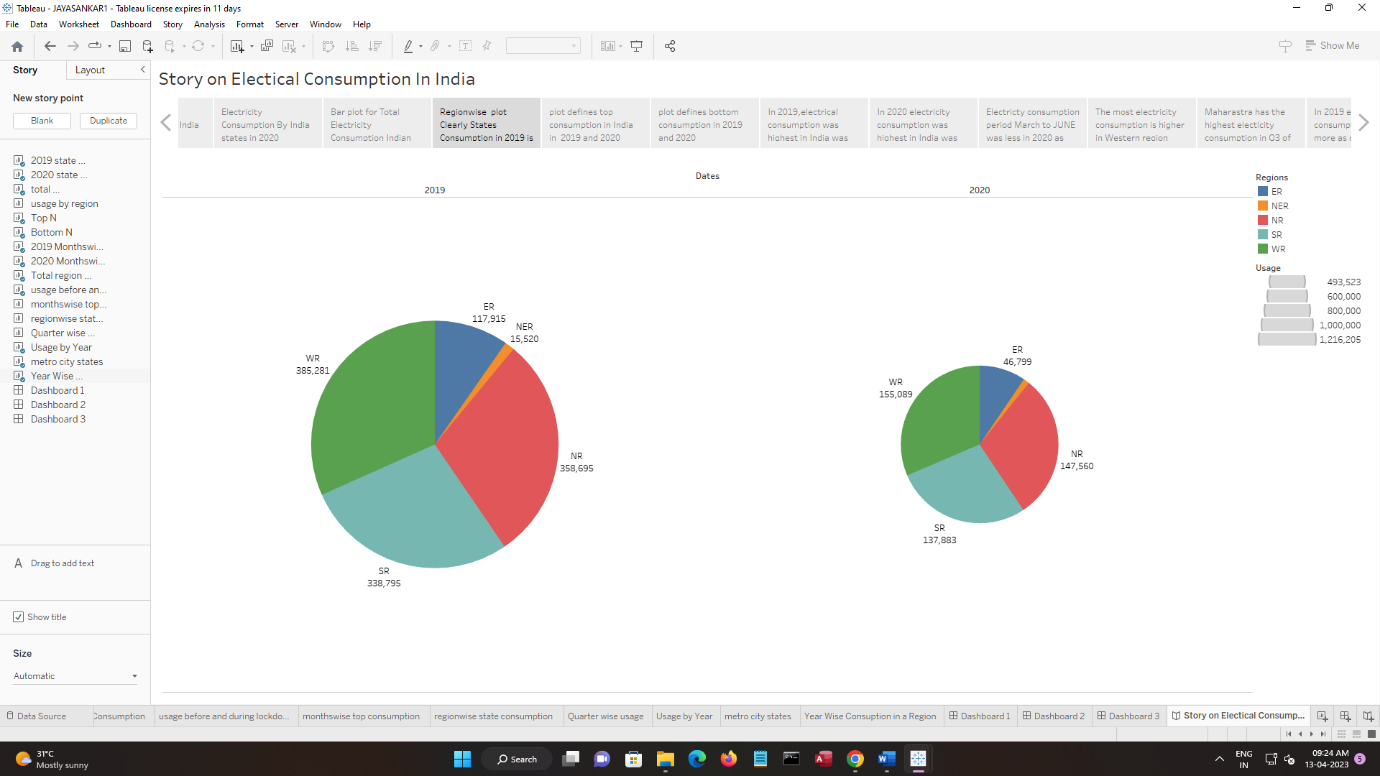 Tableau - JAYASANKAR1 - Tableau license expires in 11 days
File Data Worksheet Dashboard Story Analysis Format Server Window Help
Show Me
Story Layout
New story point
Blank Duplicate
2019 state ...
2020 state ...
total ...
usage by region
Top N
Bottom N
2019 Monthswi...
2020 Monthswi...
Total region ...
usage before an...
monthswise top...
regionwise stat...
Quarter wise ...
Usage by Year
metro city states
Year Wise ...
Dashboard 1
Dashboard 2
Dashboard 3
A Drag to add text
Show title
Size
Automatic
Story on Electical Consumption In India
India
Electricity
Consumption By India
states in 2020
Bar plot for Total
Electricity
Consumotion Indian
Regionwise plot
Clearly States
Consumption in 2019 is
plot defines top
consumption in India
in 2019 and 2020
plot defines bottom
consumption in 2019
and 2020
In 2019,electrical
consumption was
highest in India was
In 2020 electricity
consumption was
highest in India was
Electricty consumption
period March to JUNE
was less in 2020 as
The most electricity
consumption is higher
in Western region
Maharastra has the
highest electicity
consumption in Q3 of
In 2019 e
consump
more as
Dates
2019 2020
ER
117,915
NER
15,520
WR
385,281
NR
358,695
SR
338,795
ER
46,799
WR
155,089
NR
147,560
SR
137,883
Regions
ER
NER
NR
SR
WR
Usage
493,523
600,000
800,000
1,000,000
1,216,205
Data Source Consumption usage before and during lockdo... monthswise top consumption regionwise state consumption Quarter wise usage Usage by Year metro city states Year Wise Consuption in a Region Dashboard 1 Dashboard 2 Dashboard 3 Story on Electical Consump...
31°C
Mostly sunny
Search
ENG
IN
09:24 AM
13-04-2023
5